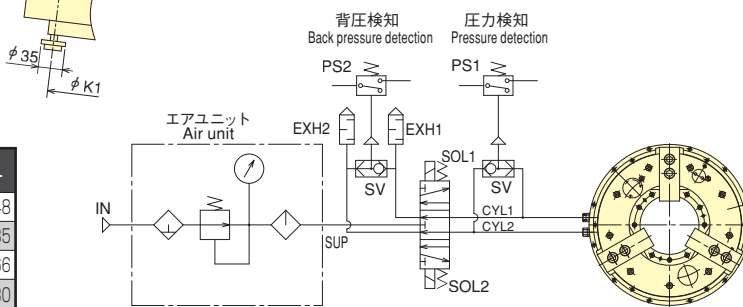 φ35
φK1
背圧検知
Back pressure detection
圧力検知
Pressure detection
PS2
PS1
エアユニット
Air unit
EXH2
EXH1
SOL1
SV
SV
IN
CYL1
CYL2
SUP
SOL2